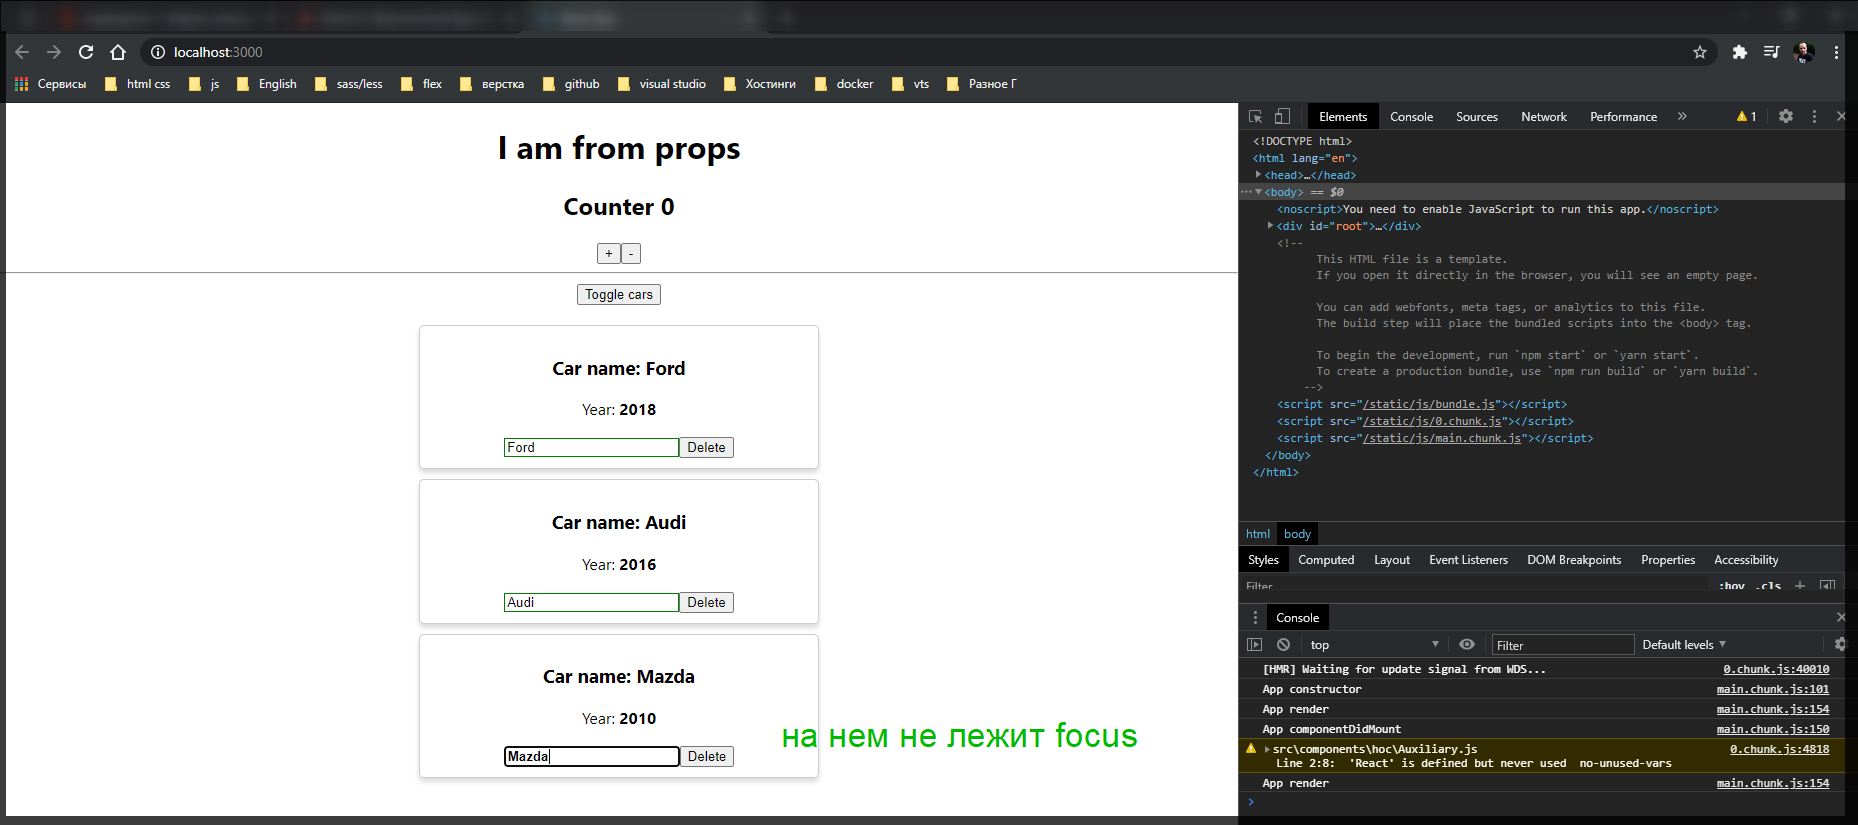 localhost:3000
Сервисы html css js English sass/less flex верстка github visual studio Хостинги docker vts Разное Г
I am from props
Counter 0
+ -
Toggle cars
Car name: Ford
Year: 2018
Ford Delete
Car name: Audi
Year: 2016
Audi Delete
Car name: Mazda
Year: 2010
на нем не лежит focus
Mazda Delete
Elements Console Sources Network Performance » 1
<!DOCTYPE html>
<html lang="en">
<head>…</head>
<body> == $0
<noscript>You need to enable JavaScript to run this app.</noscript>
<div id="root">…</div>
<!--
This HTML file is a template.
If you open it directly in the browser, you will see an empty page.
You can add webfonts, meta tags, or analytics to this file.
The build step will place the bundled scripts into the <body> tag.
To begin the development, run `npm start` or `yarn start`.
To create a production bundle, use `npm run build` or `yarn build`.
-->
<script src="/static/js/bundle.js"></script>
<script src="/static/js/0.chunk.js"></script>
<script src="/static/js/main.chunk.js"></script>
</body>
</html>
html body
Styles Computed Layout Event Listeners DOM Breakpoints Properties Accessibility
Filter :hov .cls +
Console
top Filter Default levels
[HMR] Waiting for update signal from WDS... 0.chunk.js:40010
App constructor main.chunk.js:101
App render main.chunk.js:154
App componentDidMount main.chunk.js:150
src\components\hoc\Auxiliary.js 0.chunk.js:4818
Line 2:8: 'React' is defined but never used no-unused-vars
App render main.chunk.js:154